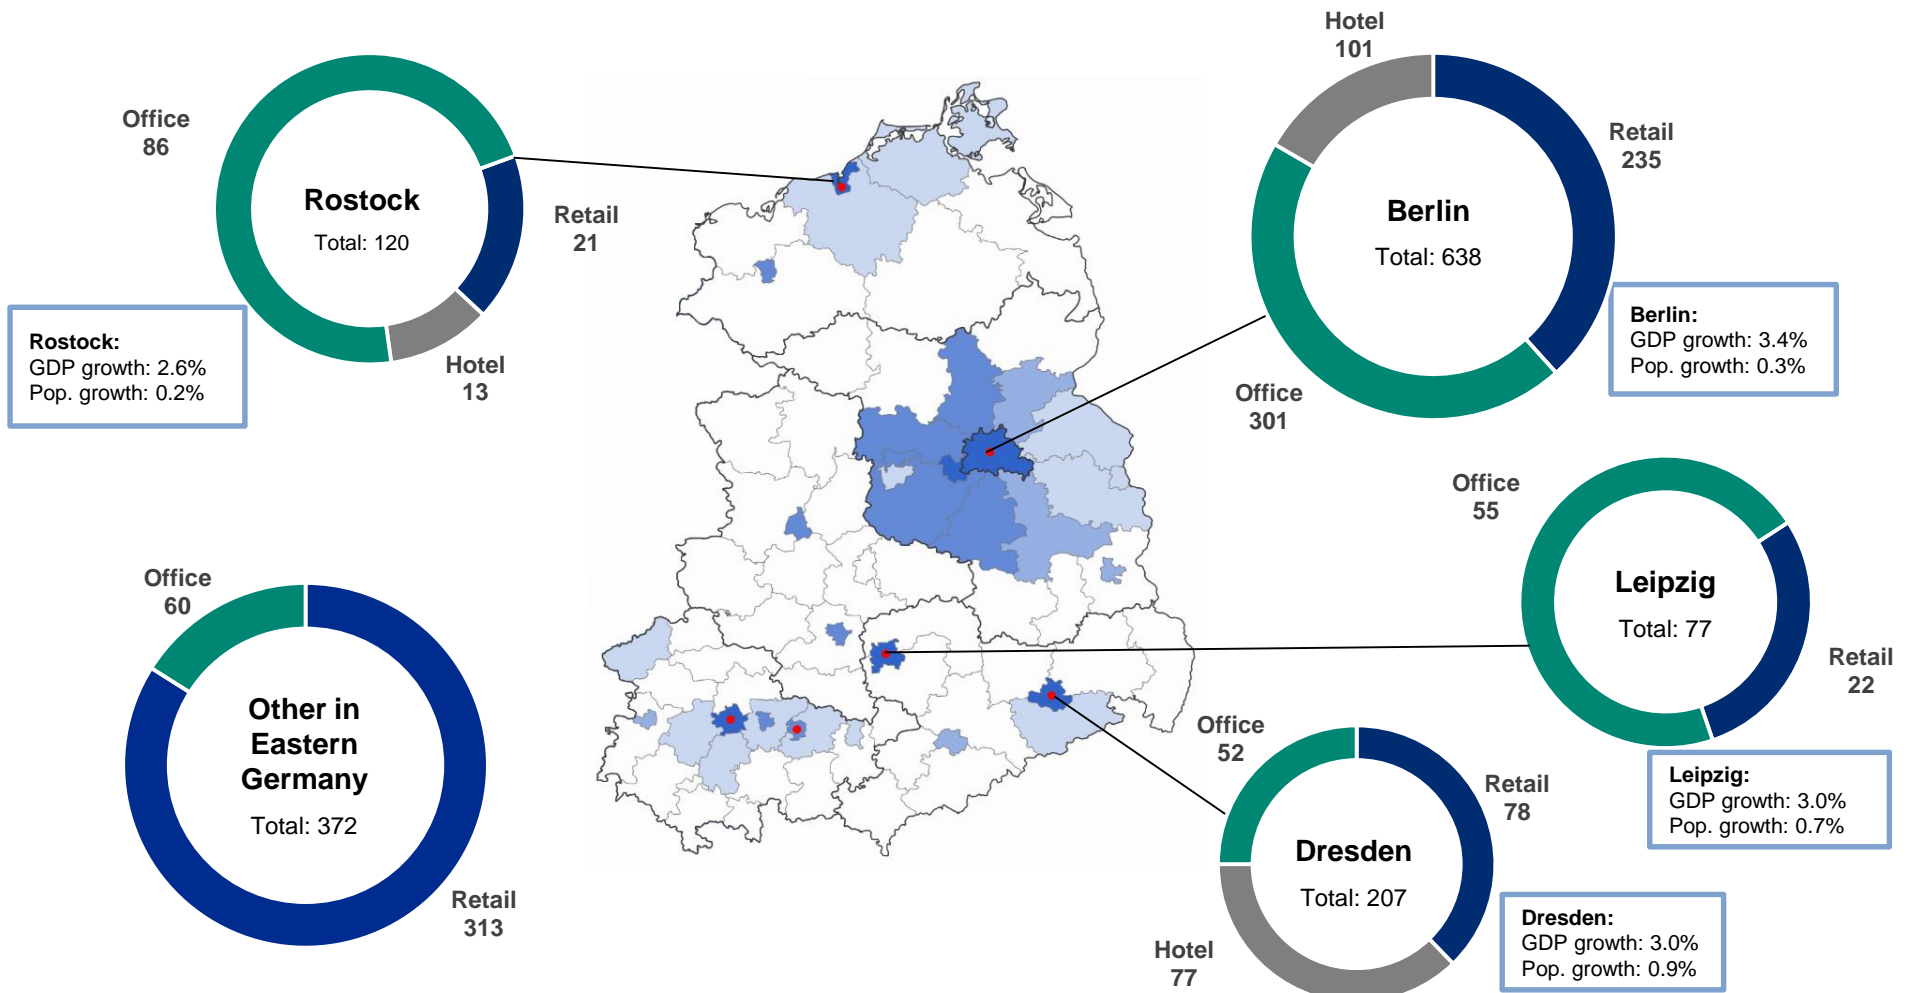 Office
86
Rostock
Total: 120
Retail
21
Hotel
13
Rostock:
GDP growth: 2.6%
Pop. growth: 0.2%
Hotel
101
Retail
235
Berlin
Total: 638
Office
301
Berlin:
GDP growth: 3.4%
Pop. growth: 0.3%
Office
55
Leipzig
Total: 77
Retail
22
Leipzig:
GDP growth: 3.0%
Pop. growth: 0.7%
Office
60
Other in
Eastern
Germany
Total: 372
Retail
313
Office
52
Retail
78
Dresden
Total: 207
Hotel
77
Dresden:
GDP growth: 3.0%
Pop. growth: 0.9%